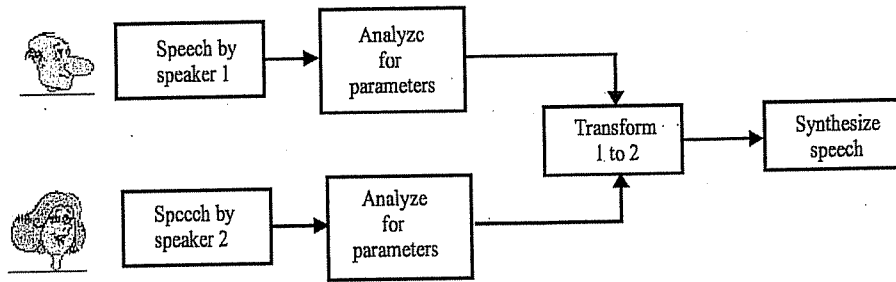 Speech by
speaker 1
Analyze
for
parameters
Transform
1 to 2
Synthesize
speech
Speech by
speaker 2
Analyze
for
parameters